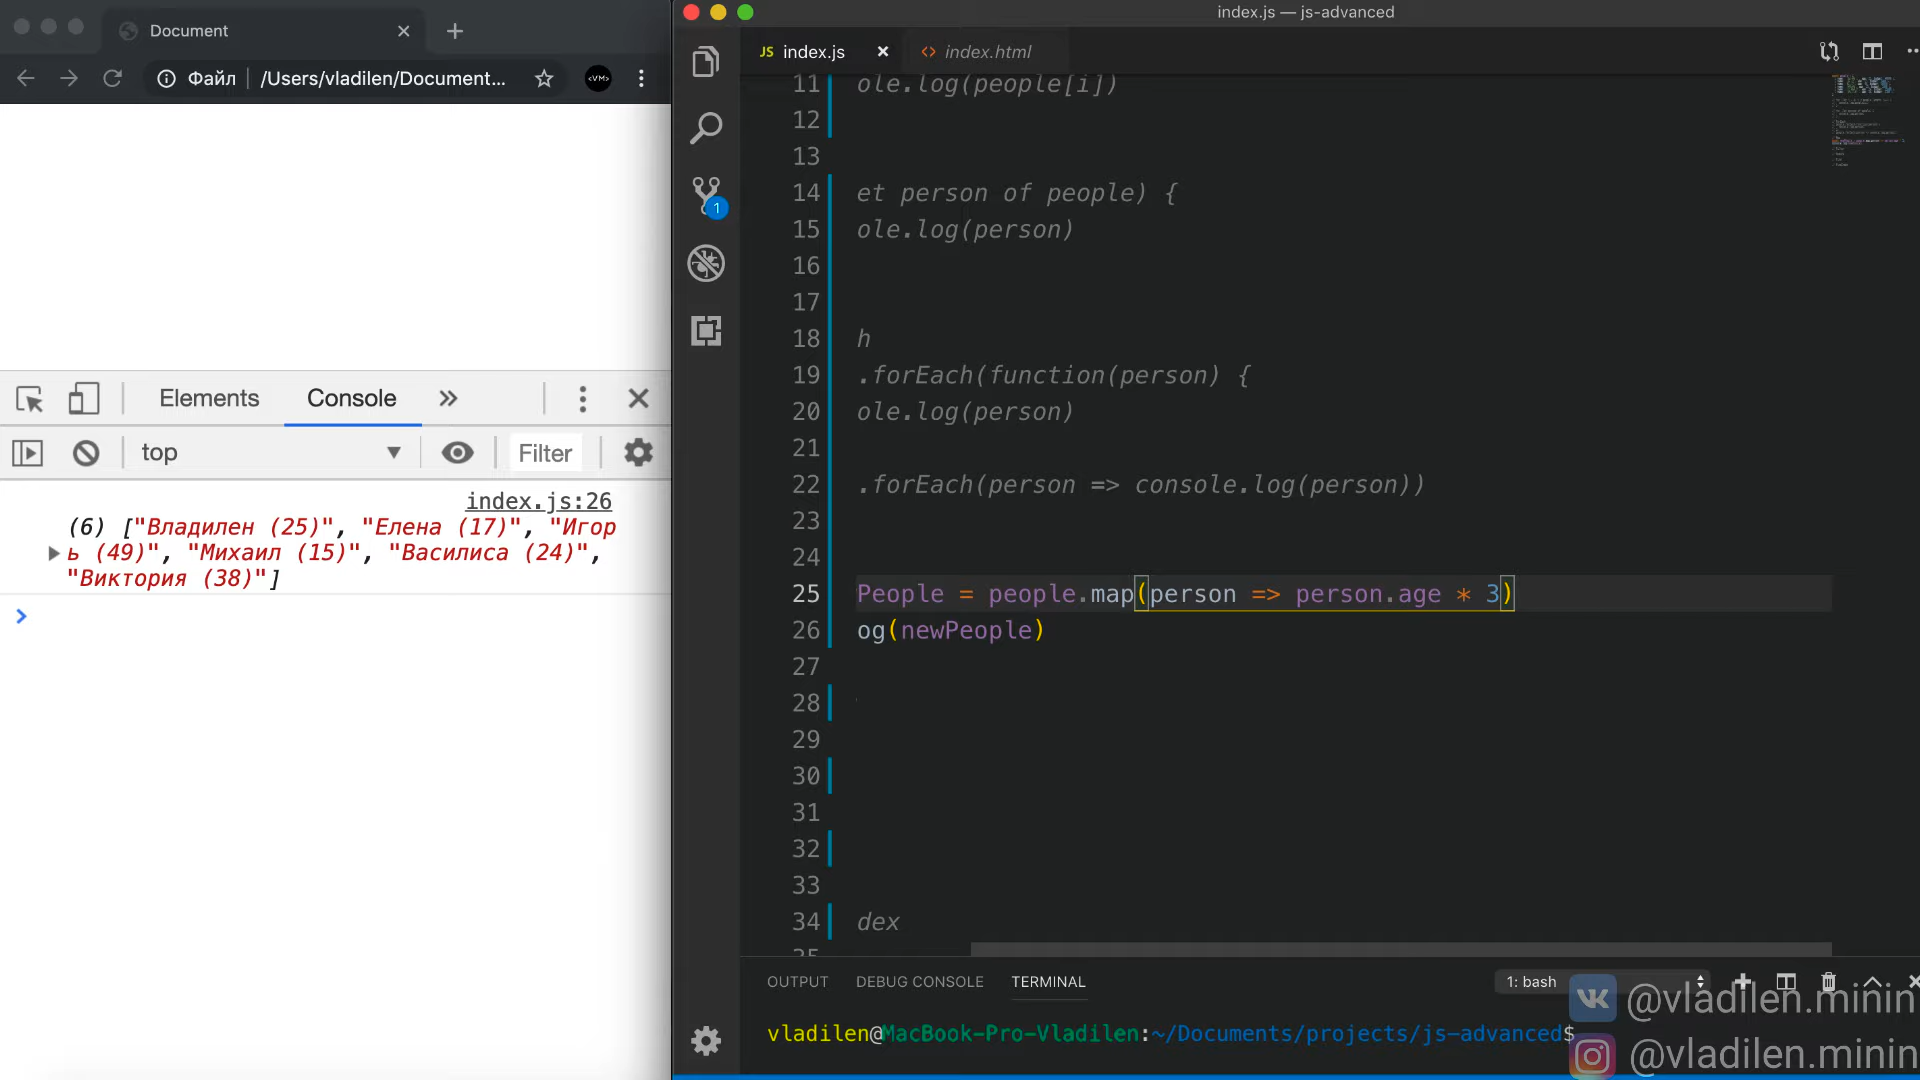 Document
Файл
/Users/vladilen/Document...
<VM>
Elements
Console
top
Filter
index.js:26
(6) ["Владилен (25)", "Елена (17)", "Игор
ь (49)", "Михаил (15)", "Василиса (24)",
"Виктория (38)"]
index.js — js-advanced
JS index.js
<> index.html
1
11 ole.log(people[i])
12
13
14 et person of people) {
15 ole.log(person)
16
17
18 h
19 .forEach(function(person) {
20 ole.log(person)
21
22 .forEach(person => console.log(person))
23
24
25 People = people.map(person => person.age * 3)
26 og(newPeople)
27
28
29
30
31
32
33
34 dex
35
OUTPUT
DEBUG CONSOLE
TERMINAL
1: bash
vladilen@MacBook-Pro-Vladilen:~/Documents/projects/js-advanced$
@vladilen.minin
@vladilen.minin